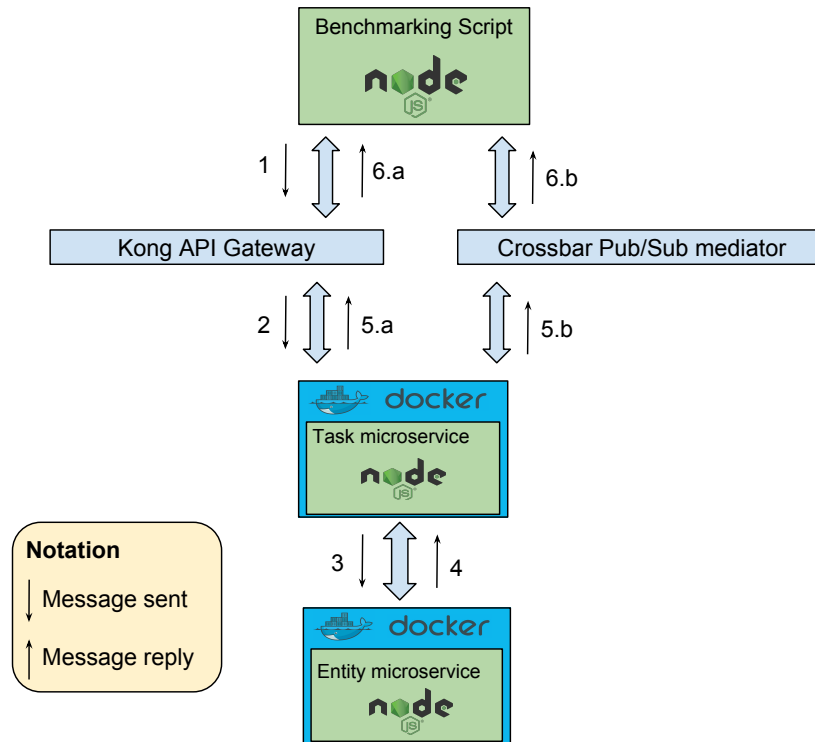 Benchmarking Script
node
JS
1
6.a
6.b
Kong API Gateway
Crossbar Pub/Sub mediator
2
5.a
5.b
docker
Task microservice
node
JS
3
4
Notation
Message sent
Message reply
docker
Entity microservice
node
JS